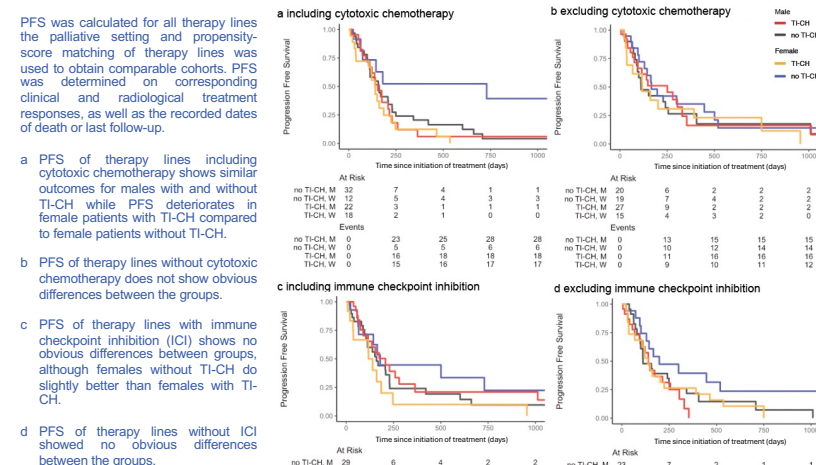 PFS was calculated for all therapy lines
the palliative setting and propensity-
score matching of therapy lines was
used to obtain comparable cohorts. PFS
was determined on corresponding
clinical and radiological treatment
responses, as well as the recorded dates
of death or last follow-up.
a PFS of therapy lines including
cytotoxic chemotherapy shows similar
outcomes for males with and without
TI-CH while PFS deteriorates in
female patients with TI-CH compared
to female patients without TI-CH.
b PFS of therapy lines without cytotoxic
chemotherapy does not show obvious
differences between the groups.
c PFS of therapy lines with immune
checkpoint inhibition (ICI) shows no
obvious differences between groups,
although females without TI-CH do
slightly better than females with TI-
CH.
d PFS of therapy lines without ICI
showed no obvious differences
between the groups.
a including cytotoxic chemotherapy
Progression Free Survival
1.00
0.75
0.50
0.25
0.00
0 250 500 750 1000
Time since initiation of treatment (days)
At Risk
no TI-CH, M 32 7 4 1 1
no TI-CH, W 12 5 4 3 3
TI-CH, M 22 3 1 1 1
TI-CH, W 18 2 1 0 0
Events
no TI-CH, M 0 23 25 28 28
no TI-CH, W 0 5 5 6 6
TI-CH, M 0 16 18 18 18
TI-CH, W 0 15 16 17 17
b excluding cytotoxic chemotherapy
Male
TI-CH
no TI-CH
Female
TI-CH
no TI-CH
Progression Free Survival
1.00
0.75
0.50
0.25
0.00
0 250 500 750 1000
Time since initiation of treatment (days)
At Risk
no TI-CH, M 20 6 2 2 2
no TI-CH, W 19 7 4 2 2
TI-CH, M 27 9 2 2 2
TI-CH, W 15 4 3 2 0
Events
no TI-CH, M 0 13 15 15 15
no TI-CH, W 0 10 12 14 14
TI-CH, M 0 11 16 16 16
TI-CH, W 0 9 10 11 12
c including immune checkpoint inhibition
Progression Free Survival
1.00
0.75
0.50
0.25
0.00
0 250 500 750 1000
Time since initiation of treatment (days)
At Risk
no TI-CH, M 29 6 4 2 2
d excluding immune checkpoint inhibition
Progression Free Survival
1.00
0.75
0.50
0.25
0.00
0 250 500 750 1000
Time since initiation of treatment (days)
At Risk
no TI-CH, M 23 7 2 1 1